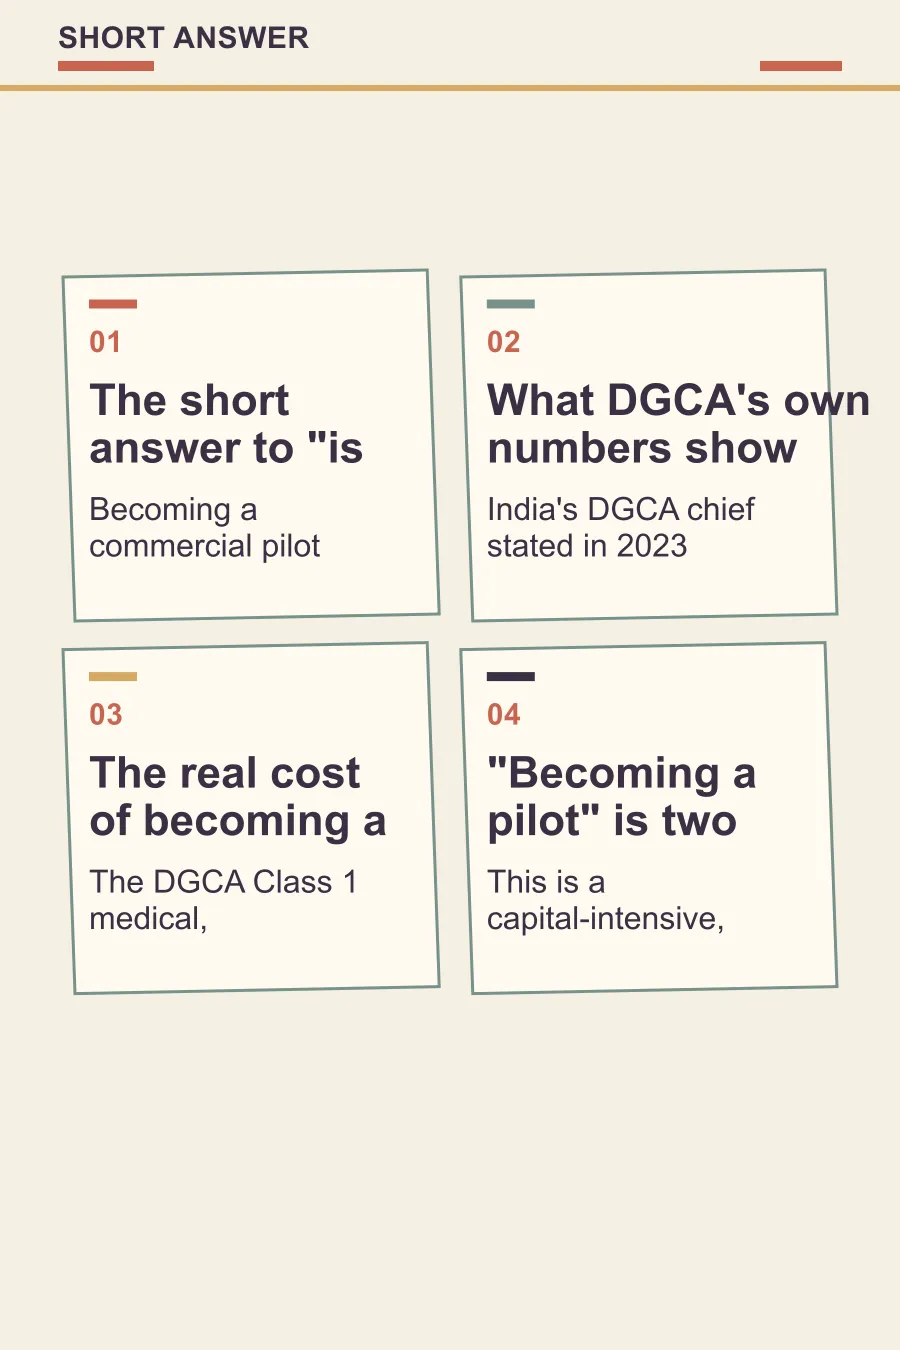 SHORT ANSWER
01
The short
answer to "is
Becoming a
commercial pilot
02
What DGCA's own
numbers show
India's DGCA chief
stated in 2023
03
The real cost
of becoming a
The DGCA Class 1
medical,
04
"Becoming a
pilot" is two
This is a
capital-intensive,